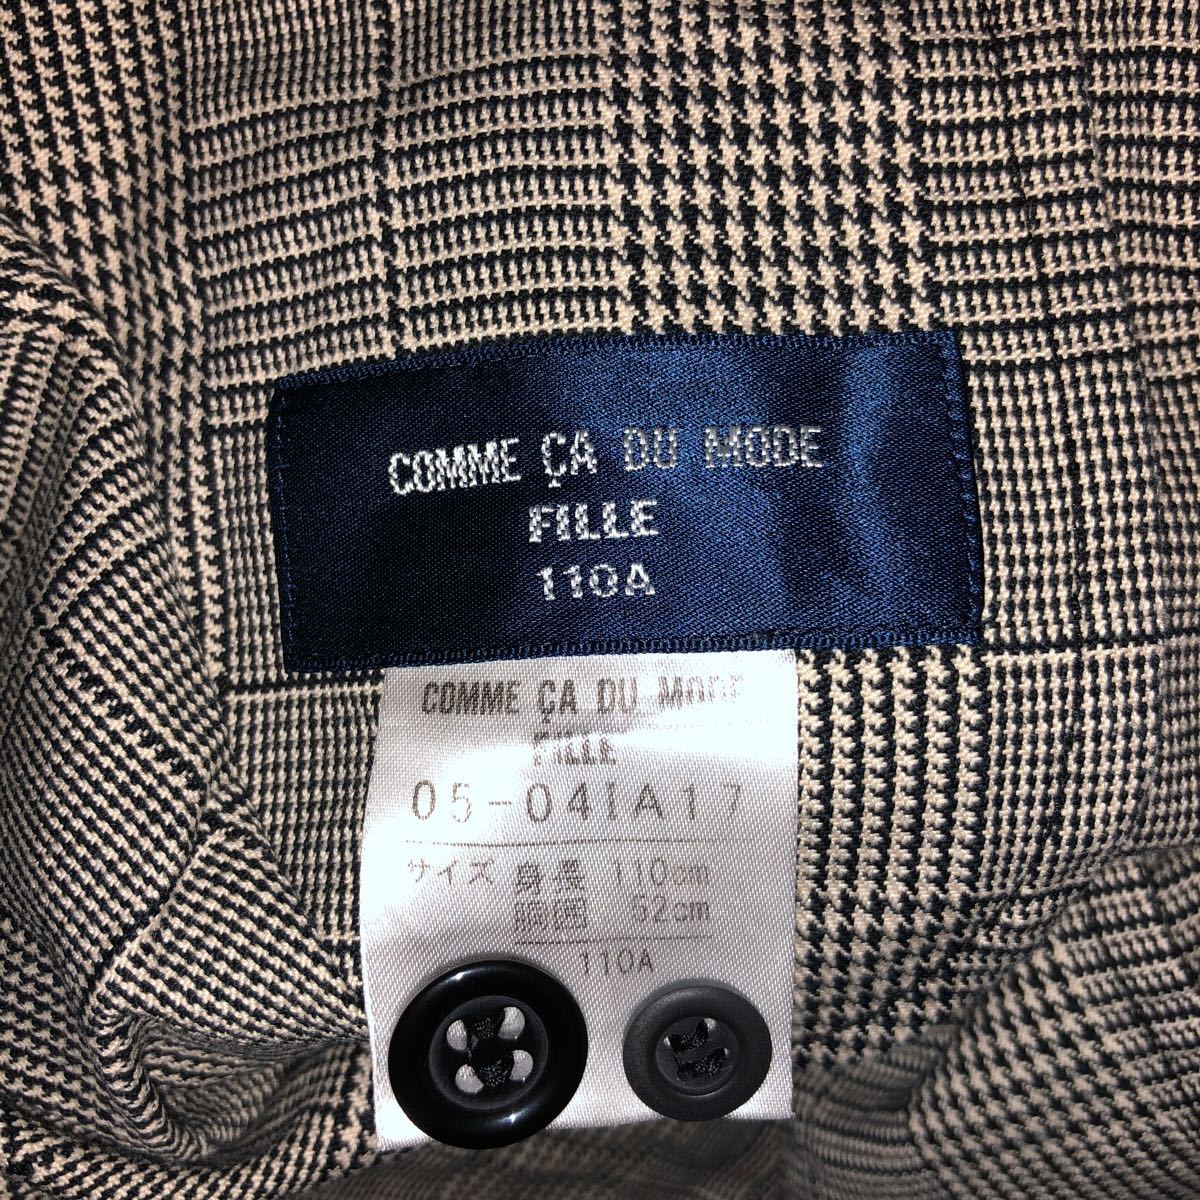 COMME ÇA DU MODE
FILLE
110A
COMME ÇA DU MODE
FILLE
05-04IA17
サイズ 身長 110cm
胸囲 52cm
110A